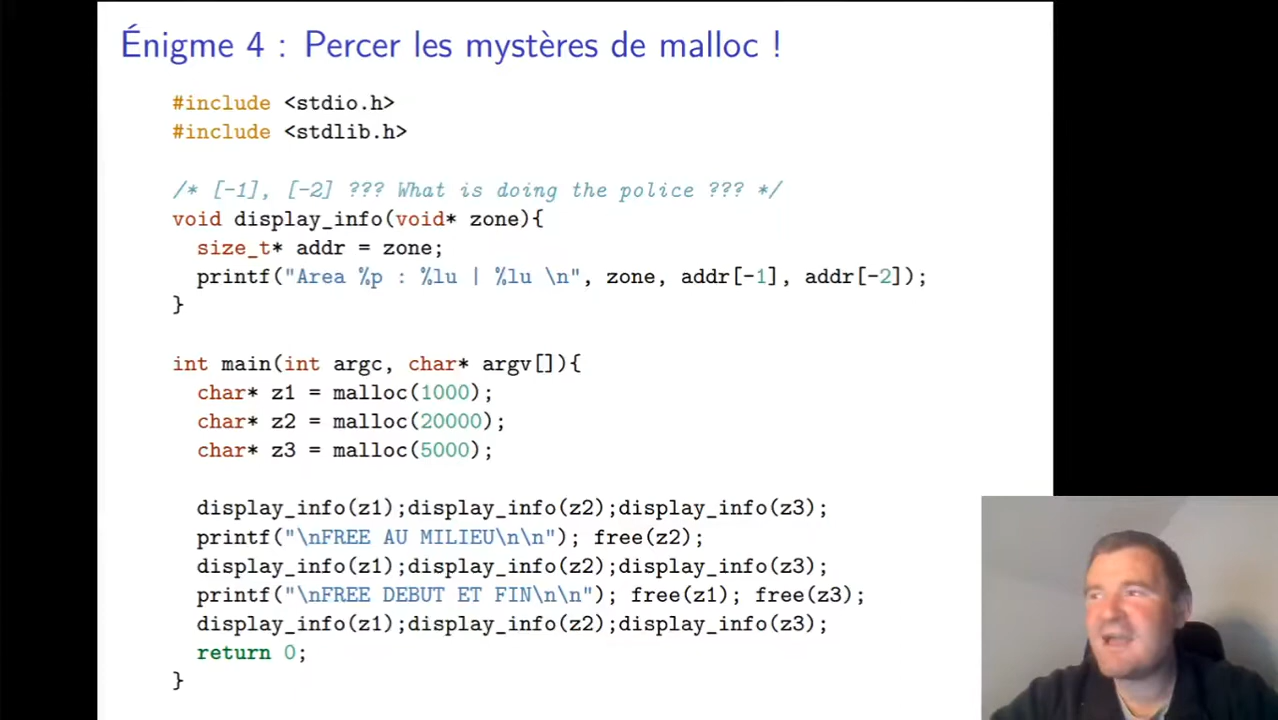 Énigme 4 : Percer les mystères de malloc !
#include <stdio.h>
#include <stdlib.h>
/* [-1], [-2] ??? What is doing the police ??? */
void display_info(void* zone){
size_t* addr = zone;
printf("Area %p : %lu | %lu \n", zone, addr[-1], addr[-2]);
}
int main(int argc, char* argv[]){
char* z1 = malloc(1000);
char* z2 = malloc(20000);
char* z3 = malloc(5000);
display_info(z1);display_info(z2);display_info(z3);
printf("\nFREE AU MILIEU\n\n"); free(z2);
display_info(z1);display_info(z2);display_info(z3);
printf("\nFREE DEBUT ET FIN\n\n"); free(z1); free(z3);
display_info(z1);display_info(z2);display_info(z3);
return 0;
}